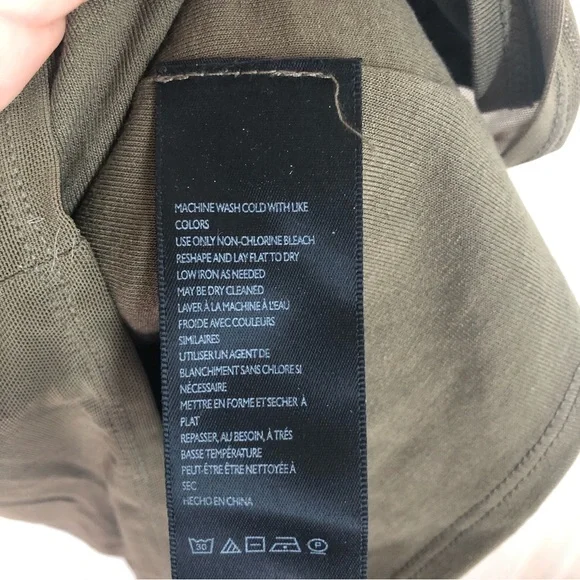 MACHINE WASH COLD WITH LIKE
COLORS
USE ONLY NON-CHLORINE BLEACH
RESHAPE AND LAY FLAT TO DRY
LOW IRON AS NEEDED
MAY BE DRY CLEANED
LAVER À LA MACHINE À L'EAU
FROIDE AVEC COULEURS
SIMILAIRES
UTILISER UN AGENT DE
BLANCHIMENT SANS CHLORE SI
NÉCESSAIRE
METTRE EN FORME ET SECHER À
PLAT
REPASSER, AU BESOIN, À TRÉS
BASSE TEMPÉRATURE
PEUT-ÊTRE ÊTRE NETTOYÉE À
SEC
HECHO EN CHINA
30 P